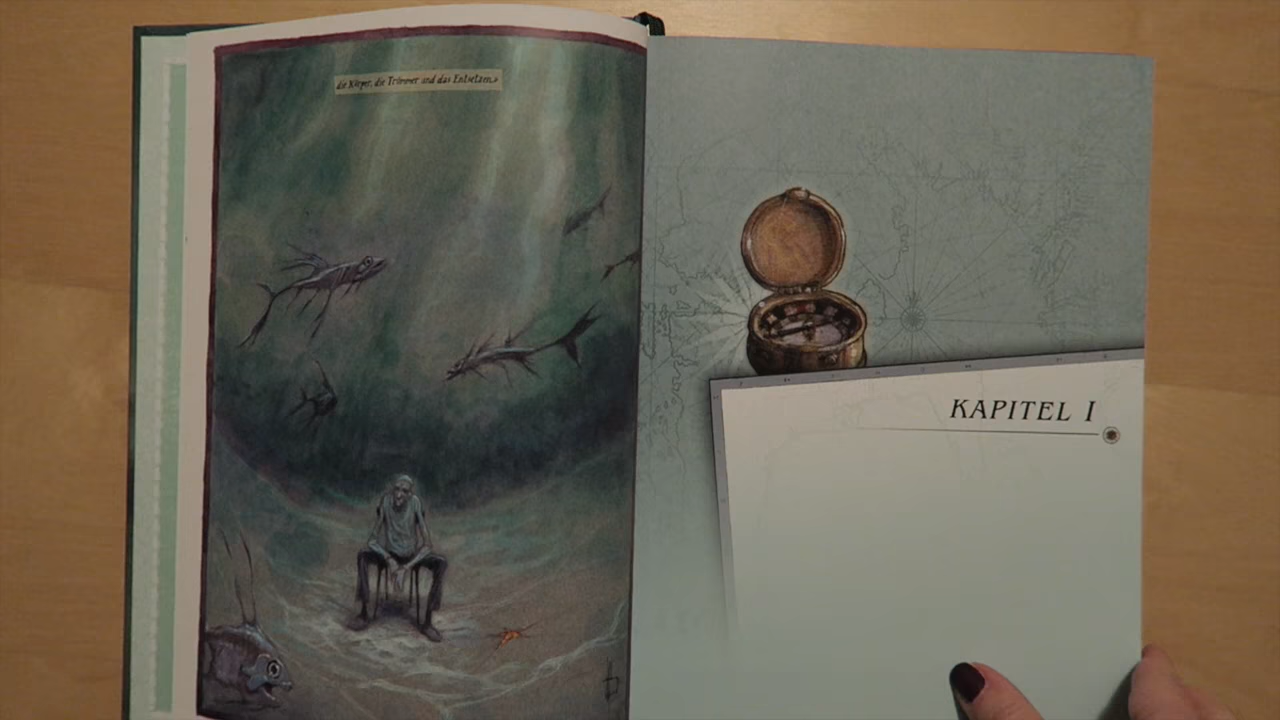 die Körper, die Trümmer und das Entsetzen.»
KAPITEL I